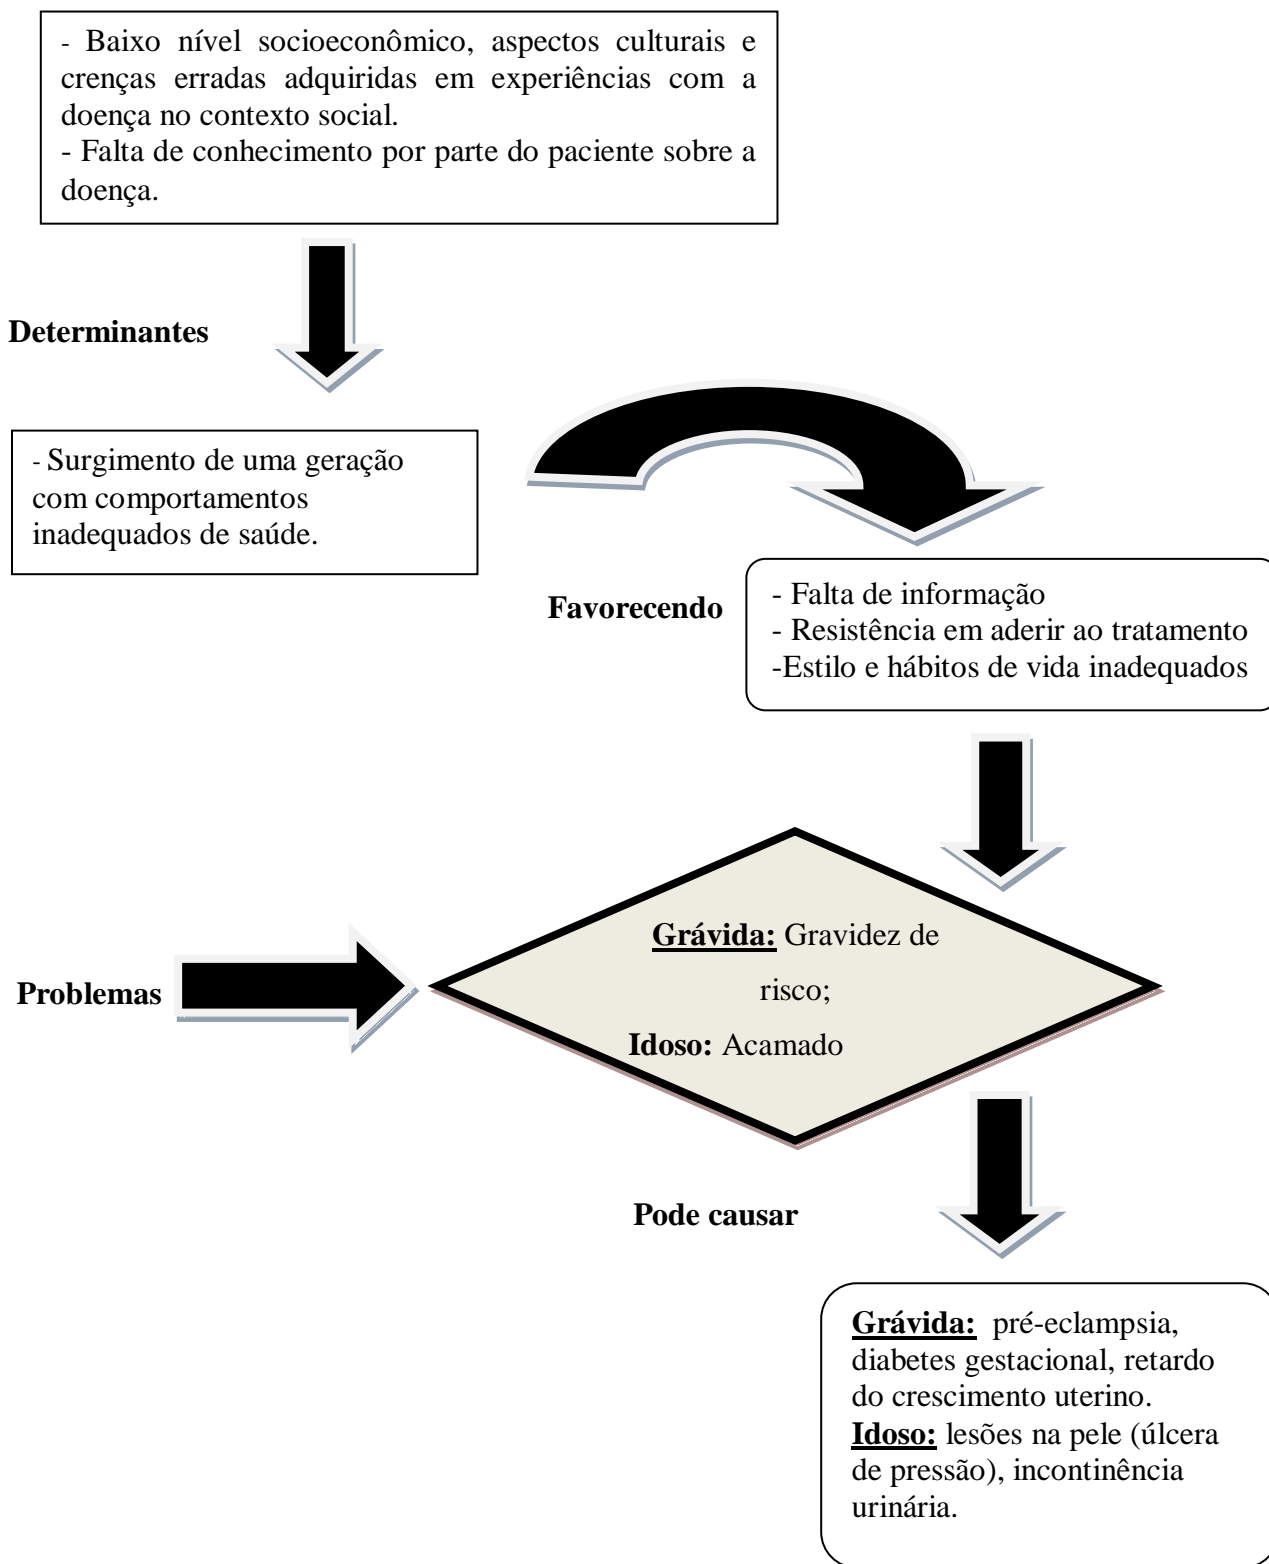 - Baixo nível socioeconômico, aspectos culturais e
crenças erradas adquiridas em experiências com a
doença no contexto social.
- Falta de conhecimento por parte do paciente sobre a
doença.
Determinantes
- Surgimento de uma geração
com comportamentos
inadequados de saúde.
Favorecendo
- Falta de informação
- Resistência em aderir ao tratamento
-Estilo e hábitos de vida inadequados
Problemas
Grávida: Gravidez de
risco;
Idoso: Acamado
Pode causar
Grávida: pré-eclampsia,
diabetes gestacional, retardo
do crescimento uterino.
Idoso: lesões na pele (úlcera
de pressão), incontinência
urinária.